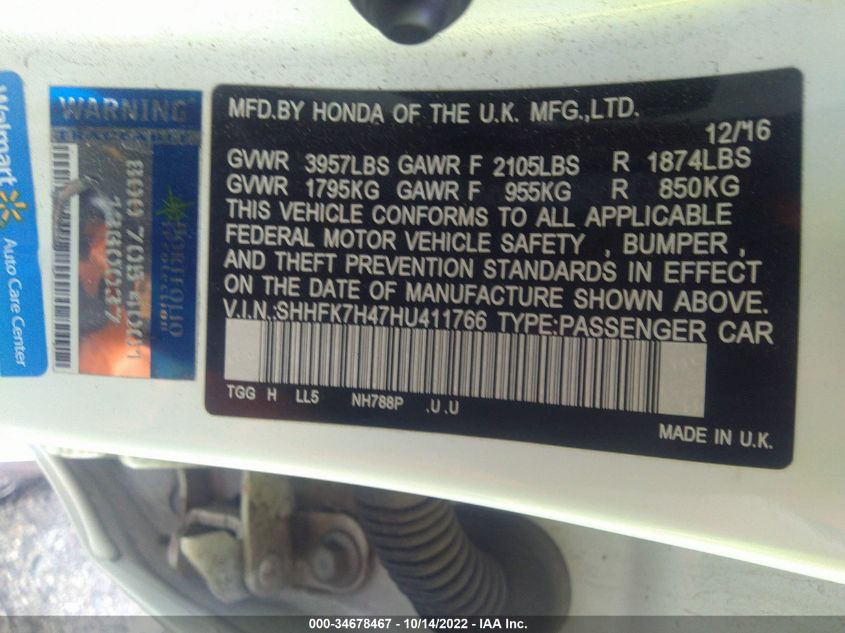 MFD.BY HONDA OF THE U.K. MFG.,LTD.
12/16
GVWR 3957LBS GAWR F 2105LBS R 1874LBS
GVWR 1795KG GAWR F 955KG R 850KG
THIS VEHICLE CONFORMS TO ALL APPLICABLE
FEDERAL MOTOR VEHICLE SAFETY , BUMPER ,
AND THEFT PREVENTION STANDARDS IN EFFECT
ON THE DATE OF MANUFACTURE SHOWN ABOVE.
V.I.N.:SHHFK7H47HU411766 TYPE:PASSENGER CAR
TGG H LL5 NH788P .U .U
MADE IN U.K.
WARNING
PORTFOLIO
Protection
Walmart
Auto Care Center
000-34678467 - 10/14/2022 - IAA Inc.